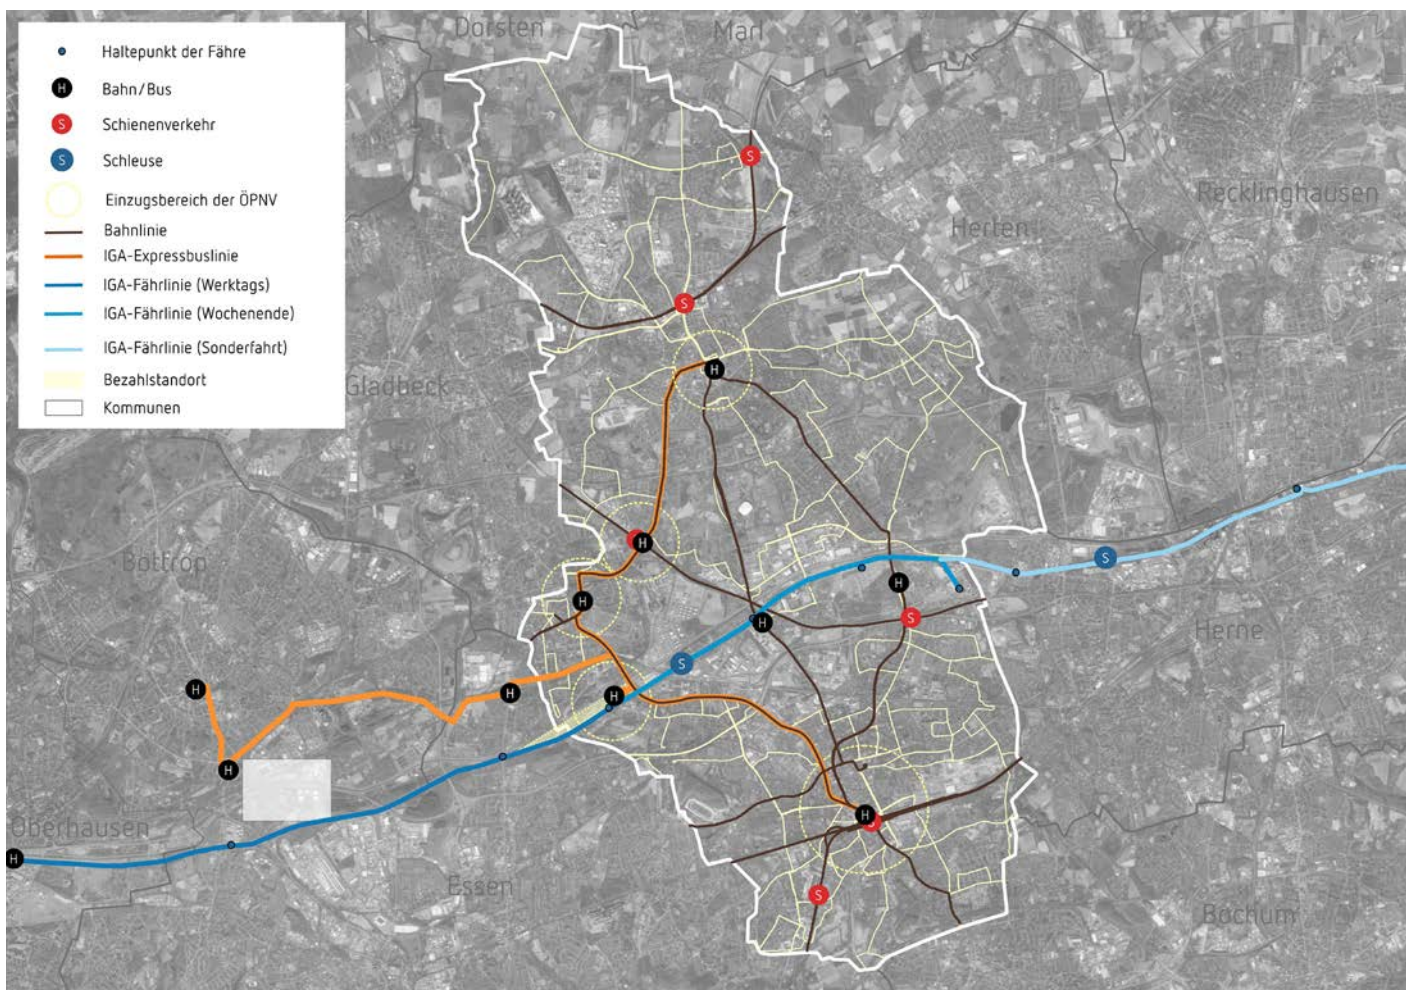 Dorsten
Marl
Haltepunkt der Fähre
H Bahn/Bus
S Schienenverkehr
S Schleuse
Einzugsbereich der ÖPNV
Bahnlinie
IGA-Expressbuslinie
IGA-Fährlinie (Werktags)
IGA-Fährlinie (Wochenende)
IGA-Fährlinie (Sonderfahrt)
Bezahlstandort
Kommunen
S
Recklinghausen
Herten
S
H
Gladbeck
H
Bottrop
S
H
H
S
H
Herne
S
H
H
H
H
Oberhausen
H
S
H
Essen
S
Bochum